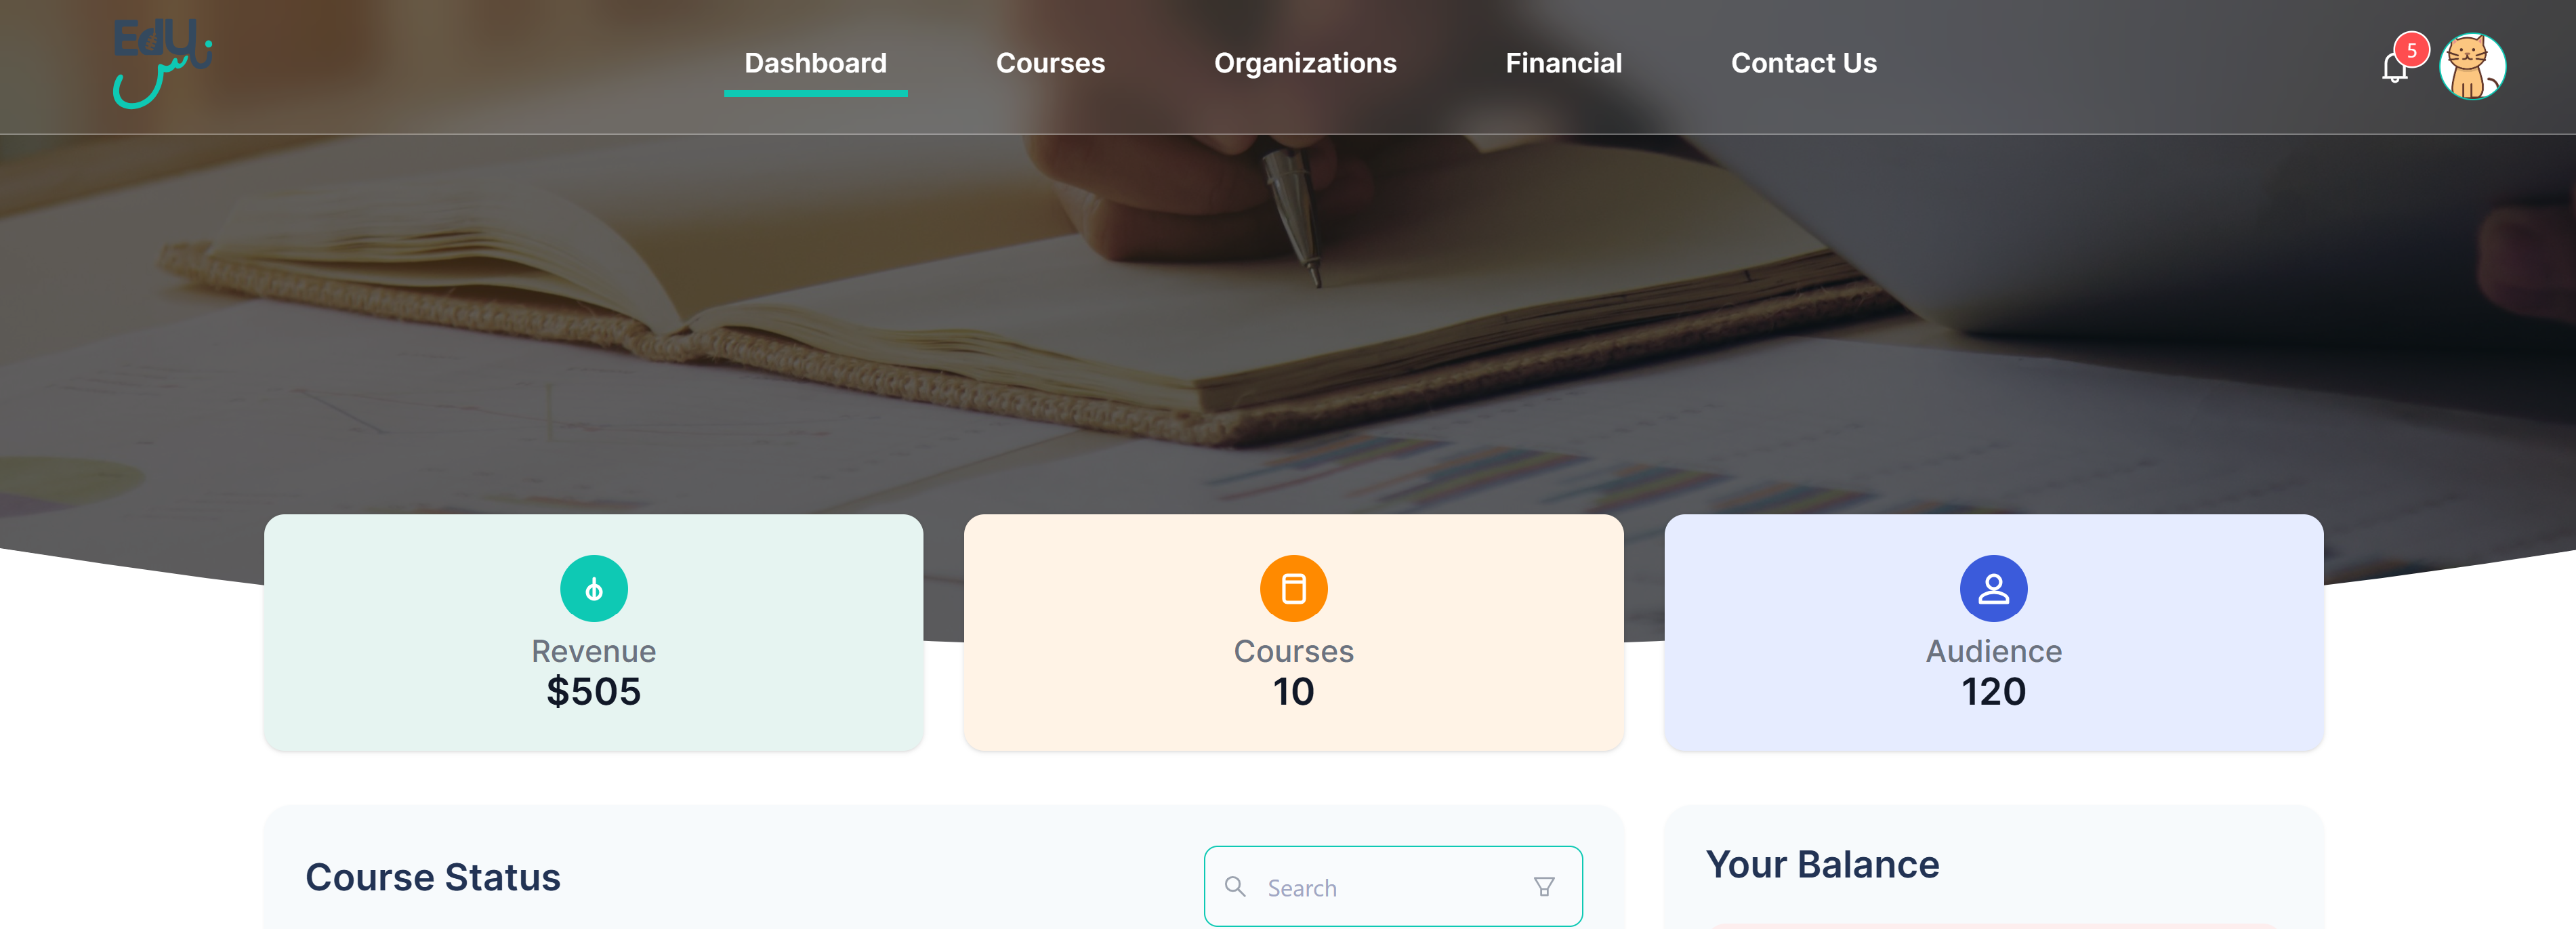 Edu
Dashboard
Courses
Organizations
Financial
Contact Us
5
Revenue
$505
Courses
10
Audience
120
Course Status
Search
Your Balance